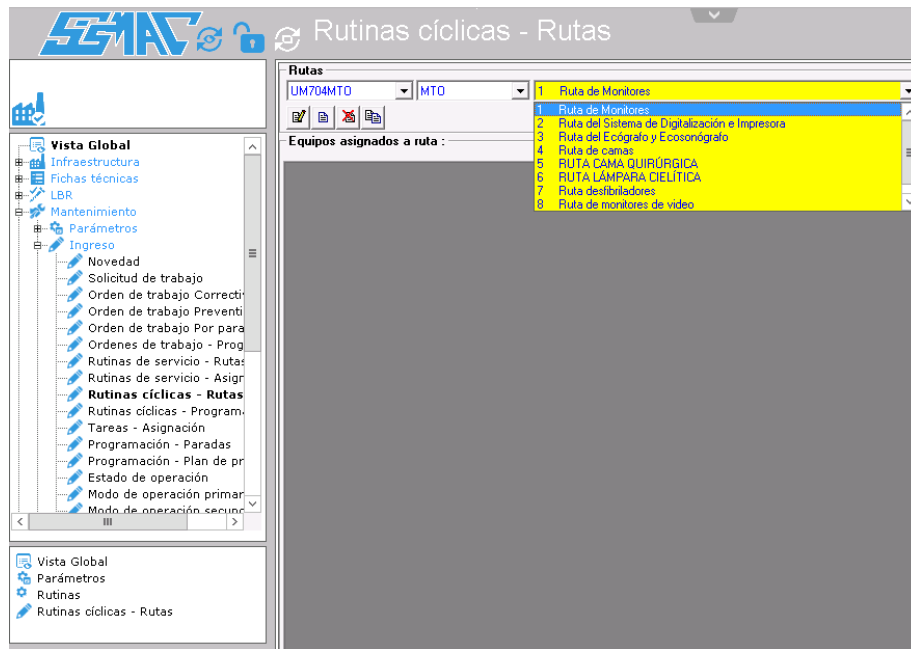 SISMAC
Rutinas cíclicas - Rutas
Rutas
UM704MTO MTO 1 Ruta de Monitores
1 Ruta de Monitores
2 Ruta del Sistema de Digitalización e Impresora
3 Ruta del Ecógrafo y Ecosonógrafo
4 Ruta de camas
5 RUTA CAMA QUIRÚRGICA
6 RUTA LÁMPARA CIELÍTICA
7 Ruta desfibriladores
8 Ruta de monitores de video
Equipos asignados a ruta :
Vista Global
Infraestructura
Fichas técnicas
LBR
Mantenimiento
Parámetros
Ingreso
Novedad
Solicitud de trabajo
Orden de trabajo Correcti
Orden de trabajo Preventi
Orden de trabajo Por para
Ordenes de trabajo - Prog
Rutinas de servicio - Rutas
Rutinas de servicio - Asign
Rutinas cíclicas - Rutas
Rutinas cíclicas - Program
Tareas - Asignación
Programación - Paradas
Programación - Plan de pr
Estado de operación
Modo de operación primar
Modo de operación secund
Vista Global
Parámetros
Rutinas
Rutinas cíclicas - Rutas